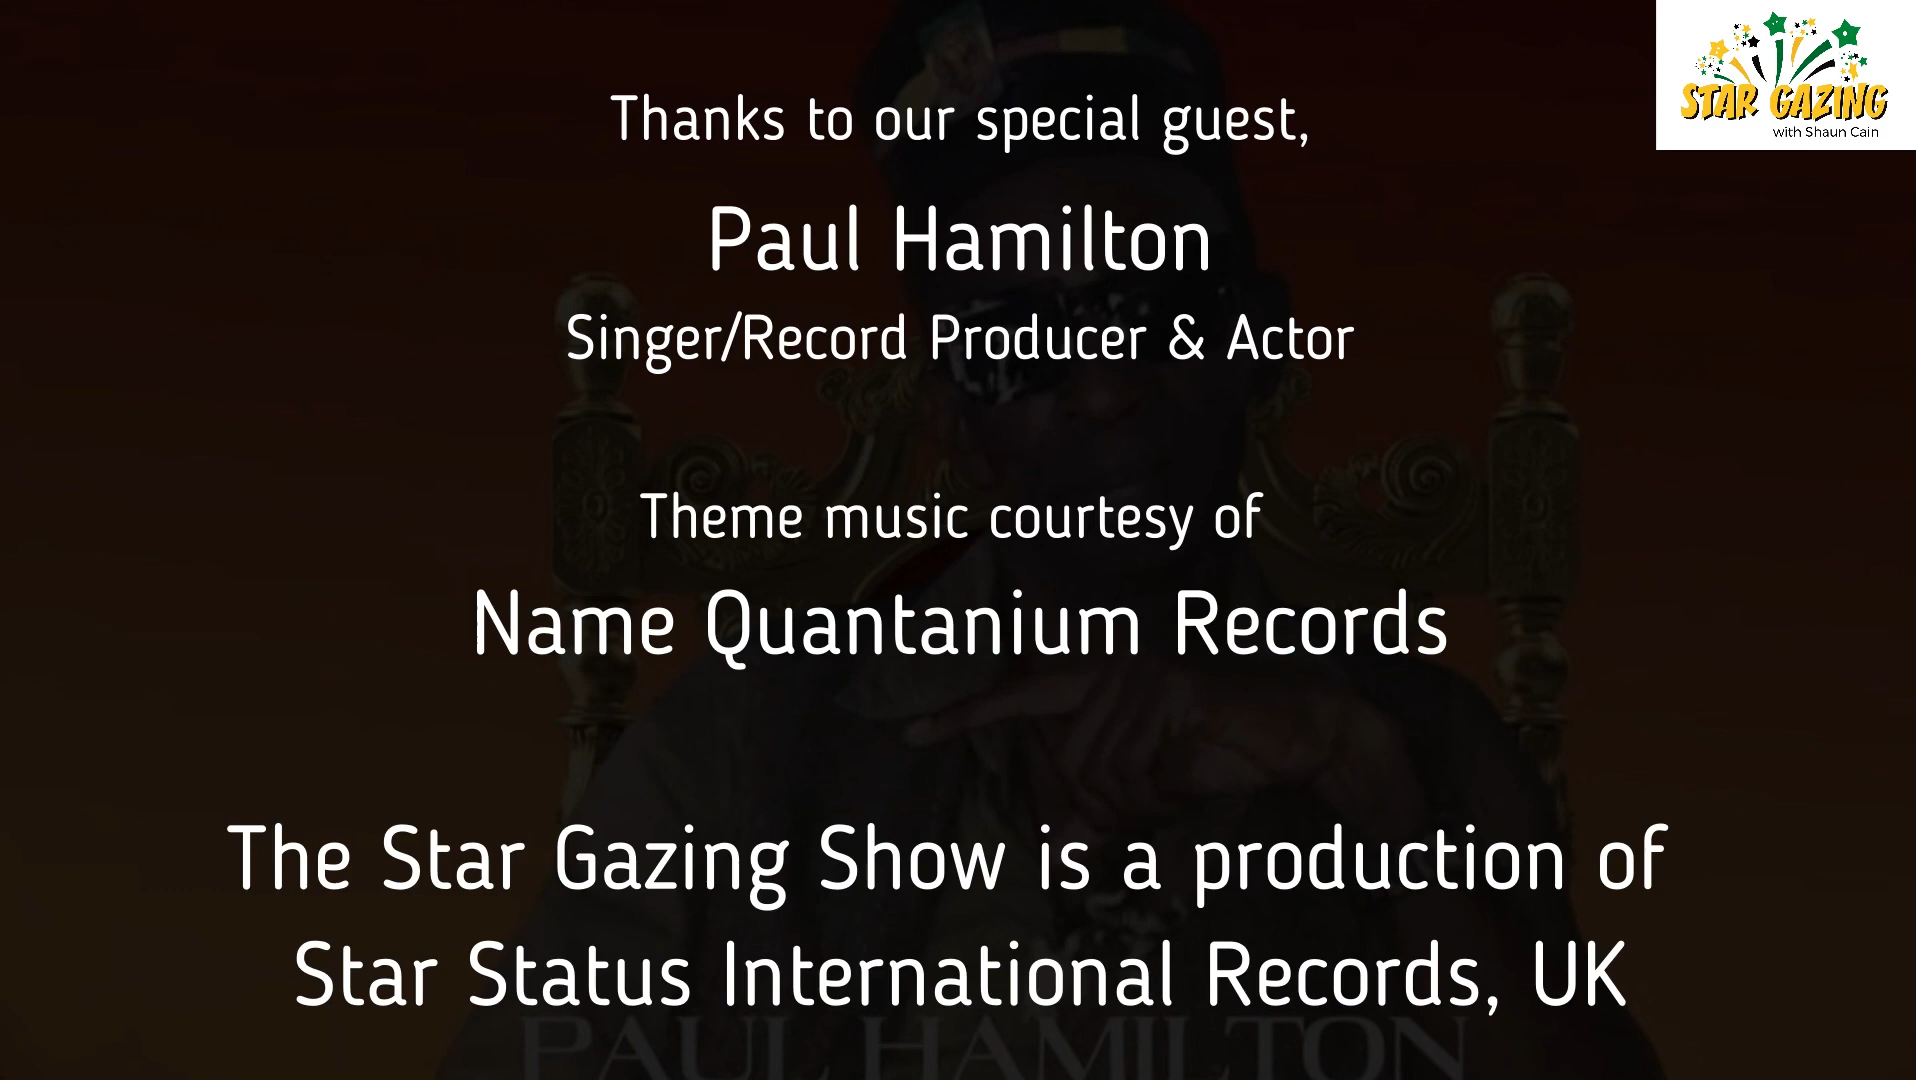 STAR GAZING
with Shaun Cain
Thanks to our special guest,
Paul Hamilton
Singer/Record Producer & Actor
Theme music courtesy of
Name Quantanium Records
The Star Gazing Show is a production of
Star Status International Records, UK
PAUL HAMILTON